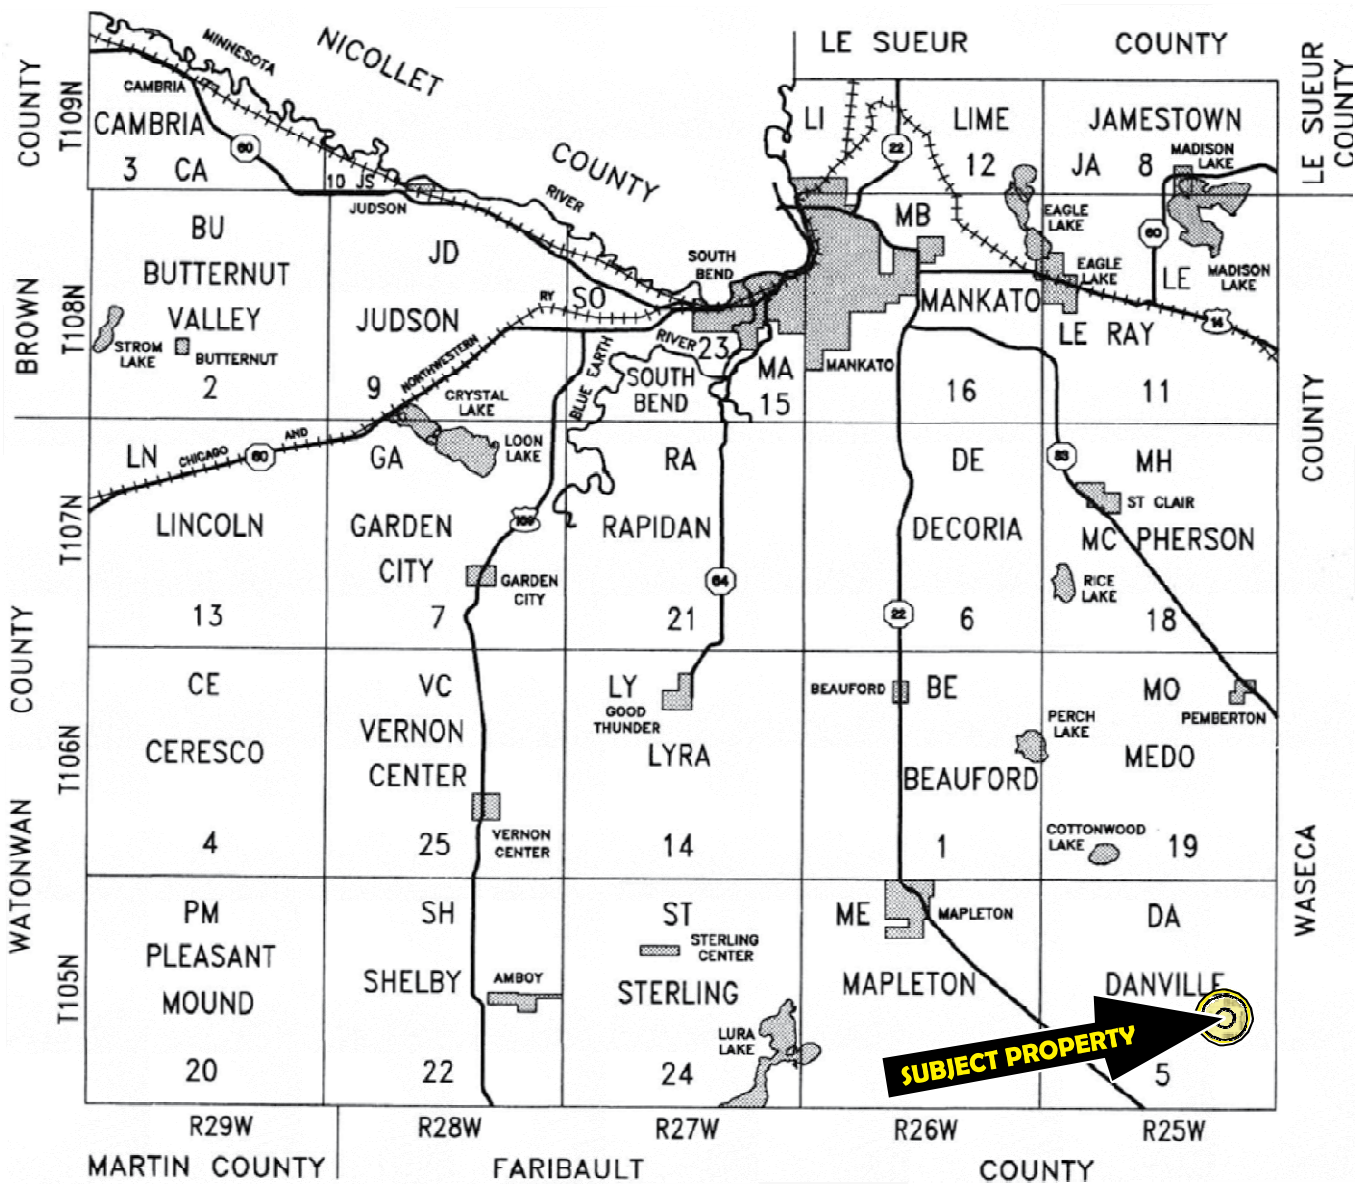 LE SUEUR COUNTY
LE SUEUR
COUNTY
NICOLLET
COUNTY
MINNESOTA
RIVER
COUNTY
BROWN
T109N
CAMBRIA
CAMBRIA
3 CA
60
10 JS
JUDSON
LI
22
LIME
12
JAMESTOWN
JA 8
MADISON
LAKE
EAGLE
LAKE
60
MADISON
LAKE
T108N
BU
BUTTERNUT
VALLEY
STROM
LAKE
BUTTERNUT
2
JD
JUDSON
9
SO
RY
NORTHWESTERN
AND
CHICAGO
SOUTH
BEND
RIVER
BLUE EARTH
23
SOUTH
BEND
MA
15
MB
MANKATO
MANKATO
16
EAGLE
LAKE
LE
LE RAY
14
11
T107N
LN
60
LINCOLN
13
CRYSTAL
LAKE
LOON
LAKE
GA
GARDEN
CITY
GARDEN
CITY
7
169
RA
RAPIDAN
64
21
DE
DECORIA
22
6
83
MH
ST CLAIR
MC PHERSON
RICE
LAKE
18
COUNTY
COUNTY
WATONWAN
WASECA
T106N
CE
CERESCO
4
VC
VERNON
CENTER
VERNON
CENTER
25
LY
GOOD
THUNDER
LYRA
14
BEAUFORD
BE
BEAUFORD
1
PERCH
LAKE
MO
PEMBERTON
MEDO
COTTONWOOD
LAKE
19
T105N
PM
PLEASANT
MOUND
20
SH
SHELBY
AMBOY
22
ST
STERLING
CENTER
STERLING
LURA
LAKE
24
ME
MAPLETON
MAPLETON
DA
DANVILLE
SUBJECT PROPERTY
5
R29W
R28W
R27W
R26W
R25W
MARTIN COUNTY
FARIBAULT
COUNTY